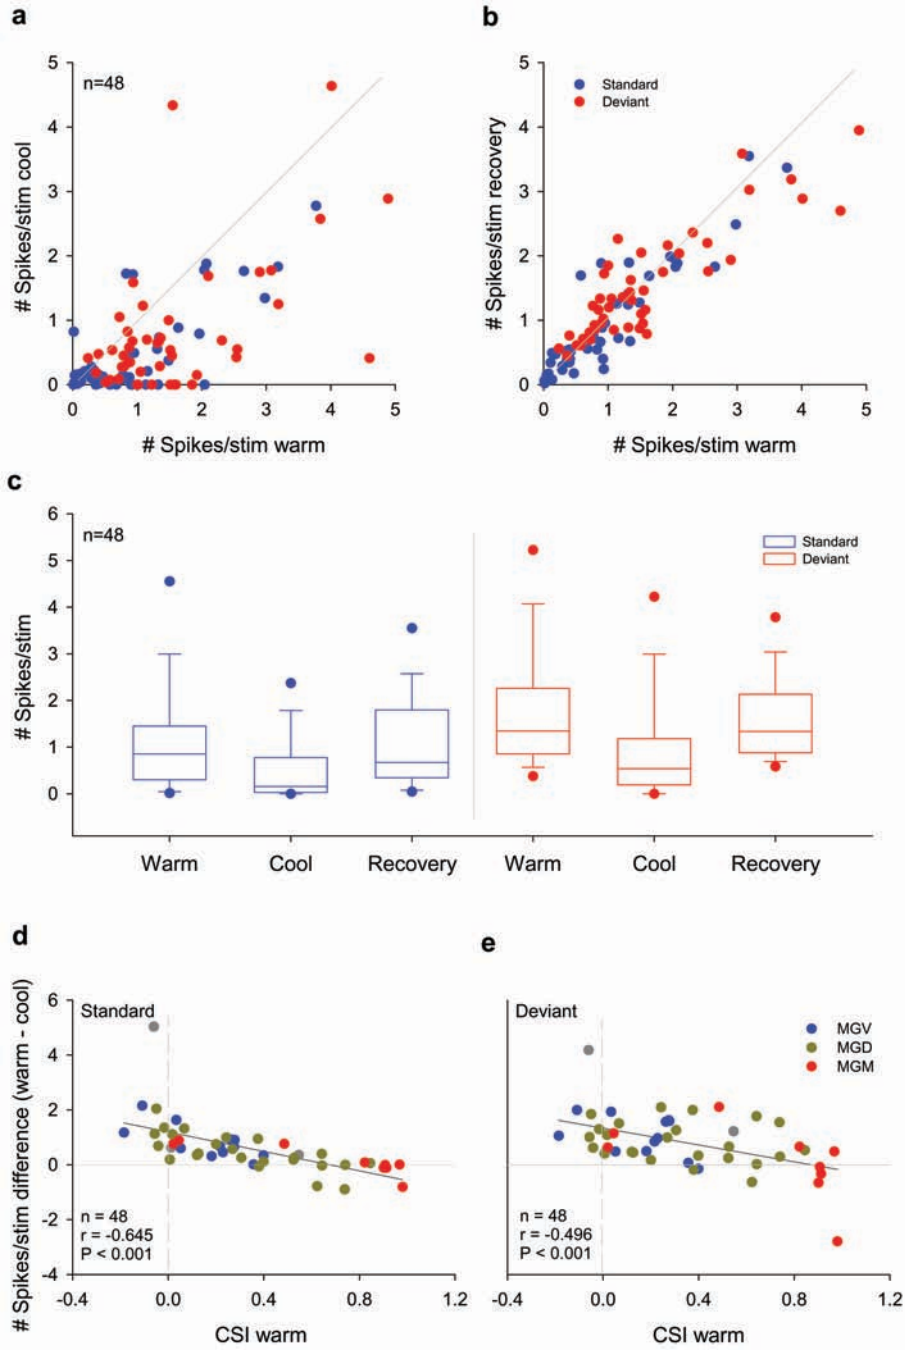 a
n=48
5
4
3
2
1
0
0 1 2 3 4 5
# Spikes/stim cool
# Spikes/stim warm
b
Standard
Deviant
5
4
3
2
1
0
0 1 2 3 4 5
# Spikes/stim recovery
# Spikes/stim warm
c
n=48
Standard
Deviant
6
5
4
3
2
1
0
# Spikes/stim
Warm Cool Recovery Warm Cool Recovery
d
Standard
6
4
2
0
-2
-4
n = 48
r = -0.645
P < 0.001
-0.4 0.0 0.4 0.8 1.2
# Spikes/stim difference (warm - cool)
CSI warm
e
Deviant
MGV
MGD
MGM
n = 48
r = -0.496
P < 0.001
-0.4 0.0 0.4 0.8 1.2
CSI warm